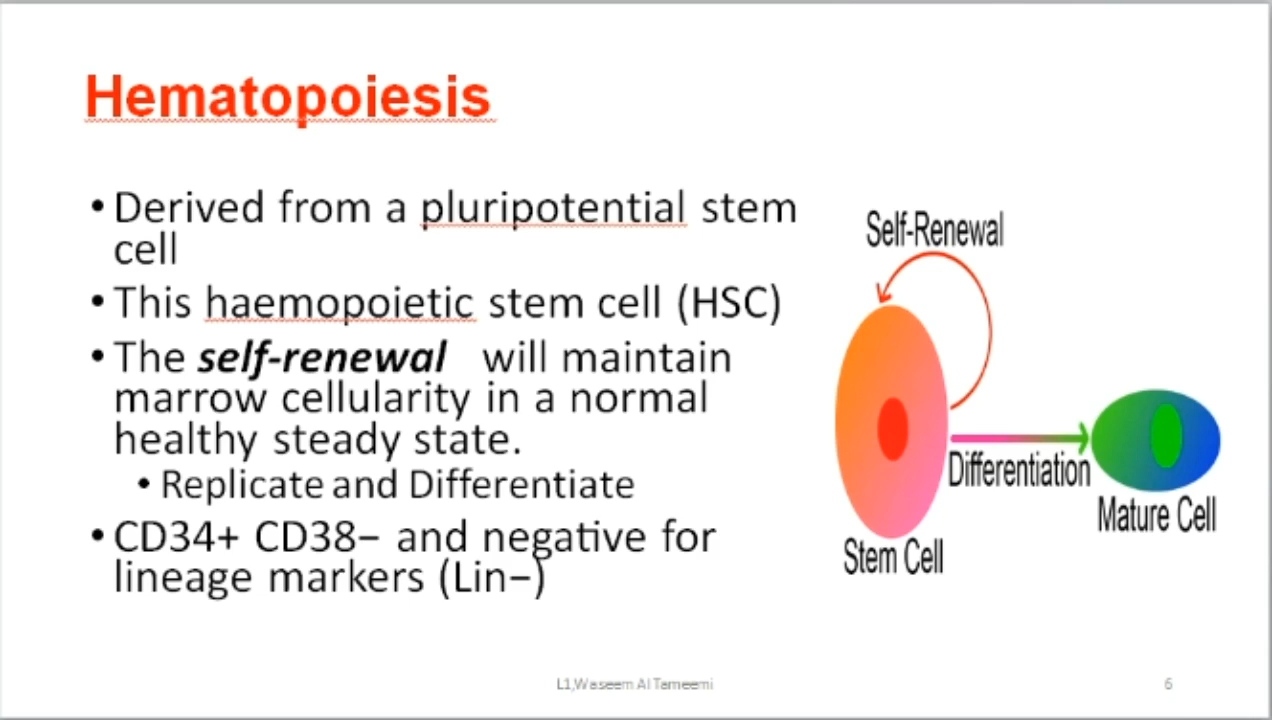 Hematopoiesis
• Derived from a pluripotential stem
cell
• This haemopoietic stem cell (HSC)
• The self-renewal will maintain
marrow cellularity in a normal
healthy steady state.
• Replicate and Differentiate
• CD34+ CD38− and negative for
lineage markers (Lin−)
Self-Renewal
Differentiation
Mature Cell
Stem Cell
L1,Waseem Al Tameemi
6